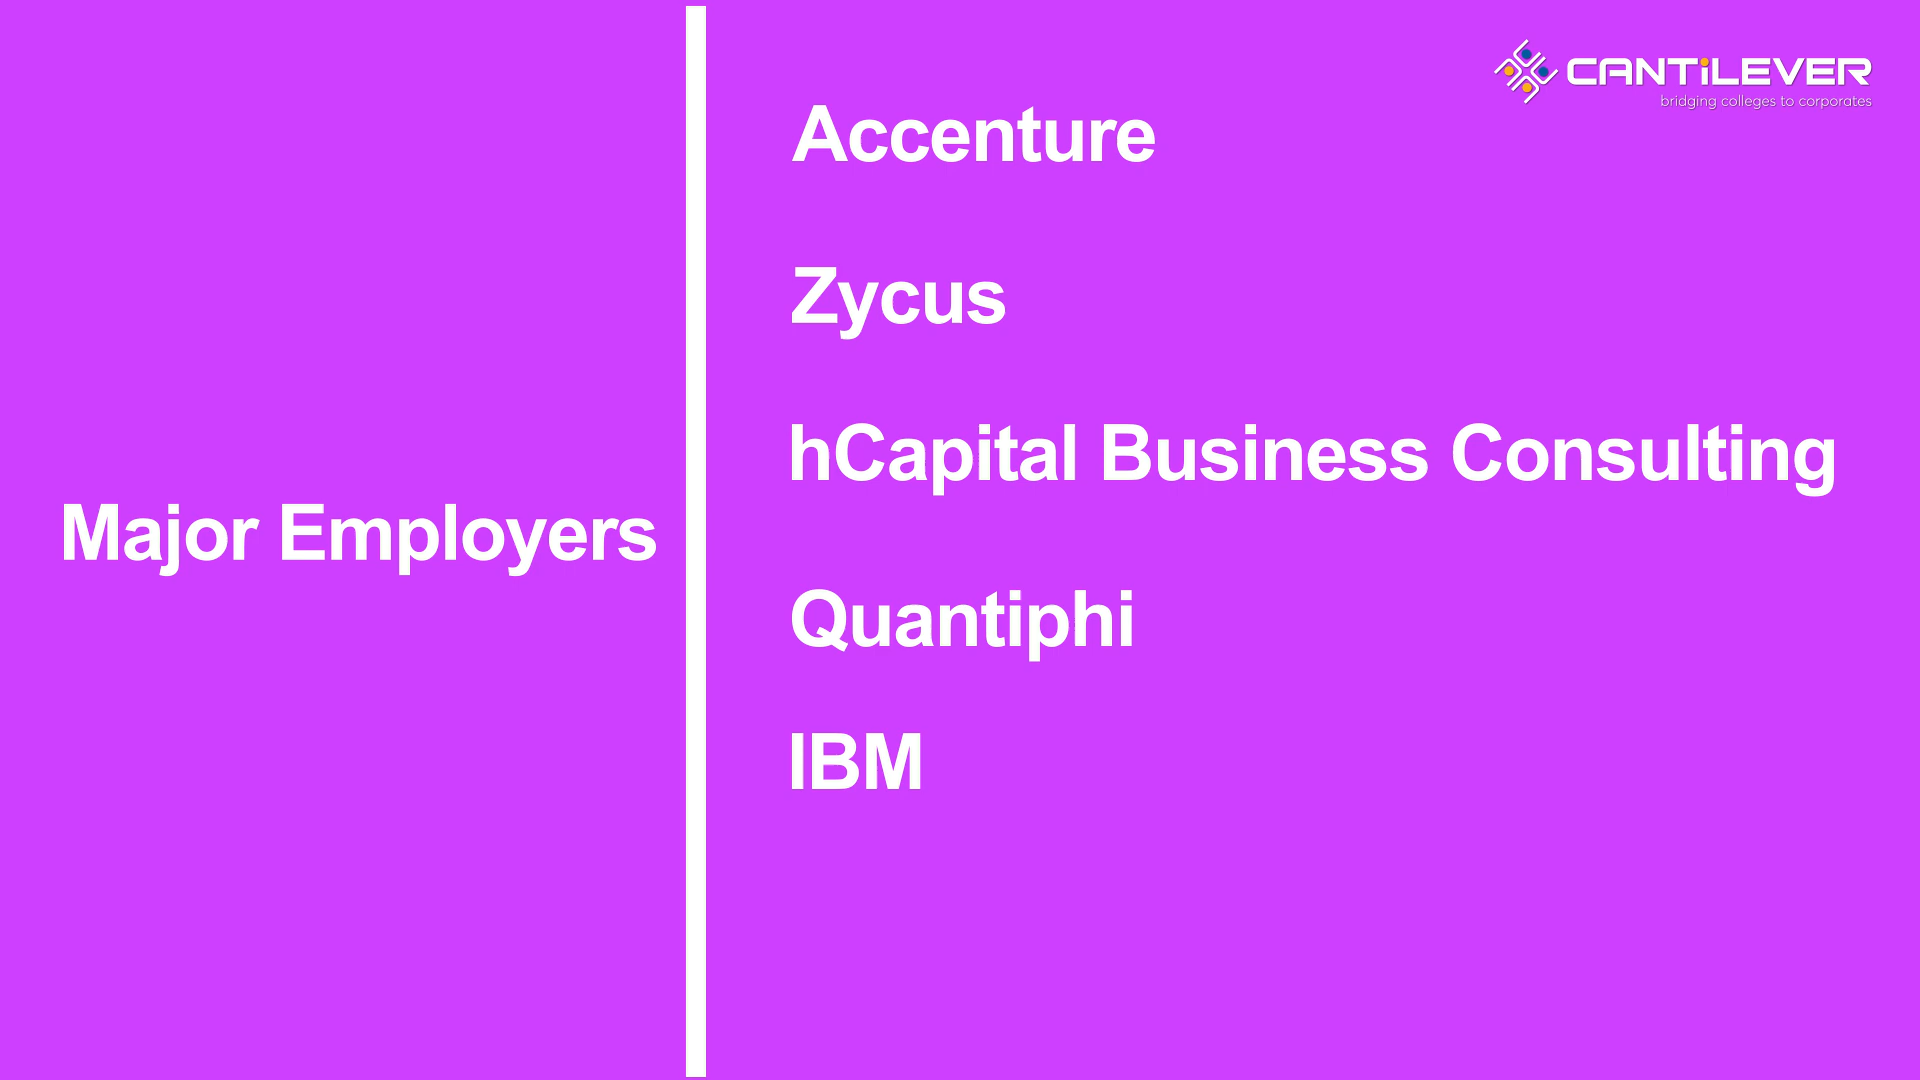 CANTiLEVER
bridging colleges to corporates
Major Employers
Accenture
Zycus
hCapital Business Consulting
Quantiphi
IBM